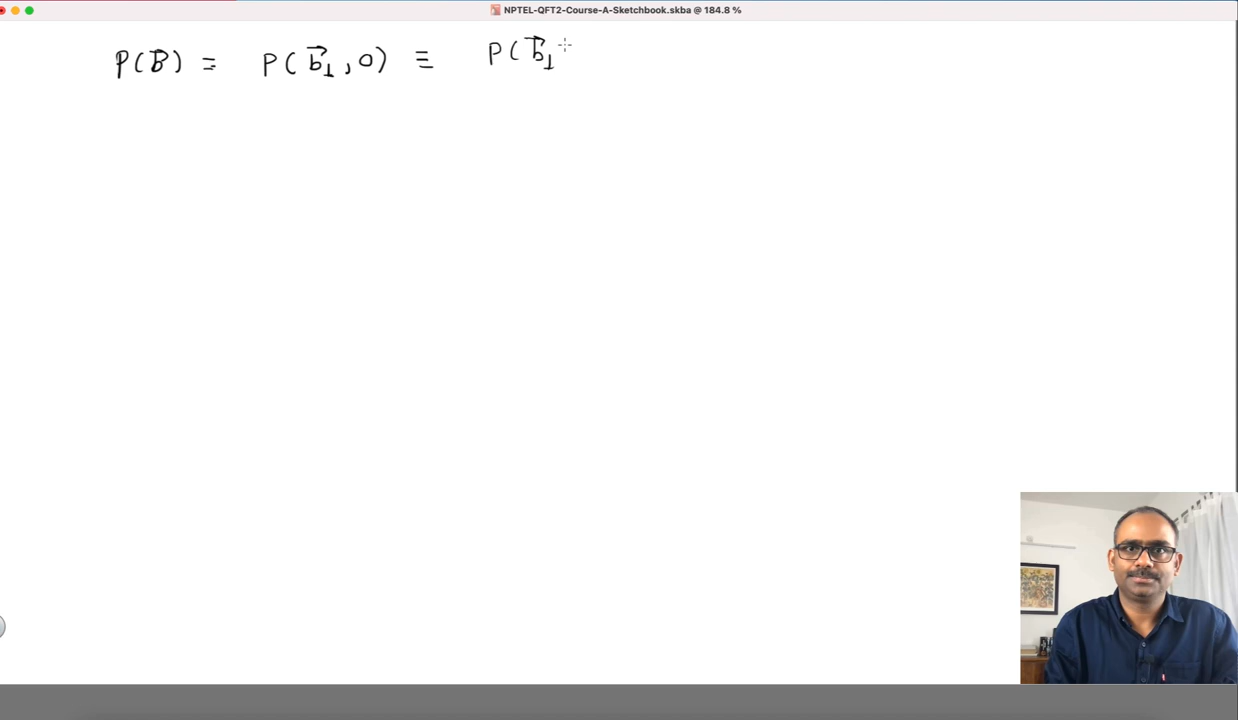 NPTEL-QFT2-Course-A-Sketchbook.skba @ 184.8 %
P(B⃗) = P(b⃗⊥, 0) ≡ P(b⃗⊥